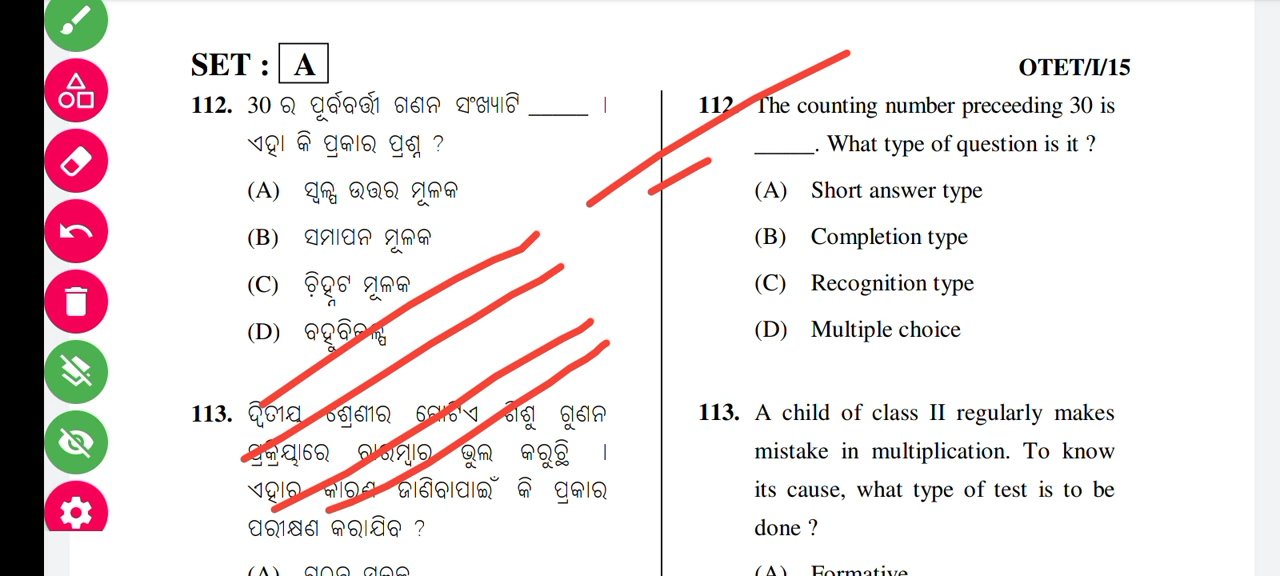 SET : A
OTET/I/15
112. 30 ର ପୂର୍ବବର୍ତ୍ତୀ ଗଣନ ସଂଖ୍ୟାଟି _____ ।
ଏହା କି ପ୍ରକାର ପ୍ରଶ୍ନ ?
(A) ସ୍ୱଳ୍ପ ଉତ୍ତର ମୂଳକ
(B) ସମାପନ ମୂଳକ
(C) ଚିହ୍ନଟ ମୂଳକ
(D) ବହୁବିକଳ୍ପ
113. ଦ୍ୱିତୀୟ ଶ୍ରେଣୀର ଗୋଟିଏ ଶିଶୁ ଗୁଣନ
ପ୍ରକ୍ରିୟାରେ ବାରମ୍ବାର ଭୁଲ କରୁଛି ।
ଏହାର କାରଣ ଜାଣିବାପାଇଁ କି ପ୍ରକାର
ପରୀକ୍ଷଣ କରାଯିବ ?
112. The counting number preceeding 30 is
_____. What type of question is it ?
(A) Short answer type
(B) Completion type
(C) Recognition type
(D) Multiple choice
113. A child of class II regularly makes
mistake in multiplication. To know
its cause, what type of test is to be
done ?
(A) Formative